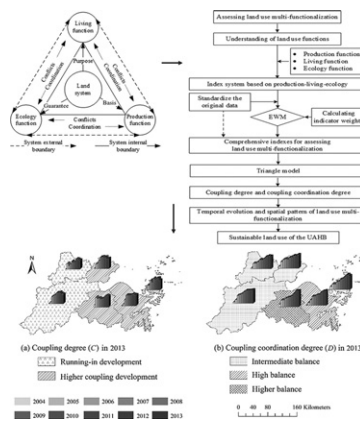 Living
function
Conflicts
Coordination
Conflicts
Coordination
Purpose
Land
system
Guarantee
Basis
Ecology
function
Conflicts
Coordination
Production
function
System external
boundary
System internal
boundary
Assessing land use multi-functionalization
Understanding of land use functions
Production function
Living function
Ecology function
Index system based on production-living-ecology
Standardize the
original data
EWM
Calculating
indicator weight
Comprehensive indexes for assessing
land use multi-functionalization
Triangle model
Coupling degree and coupling coordination degree
Temporal evolution and spatial pattern of land use multi-
functionalization
Sustainable land use of the UAHB
N
(a) Coupling degree (C) in 2013
Running-in development
Higher coupling development
2004 2005 2006 2007 2008
2009 2010 2011 2012 2013
(b) Coupling coordination degree (D) in 2013
Intermediate balance
High balance
Higher balance
0 40 80 160 Kilometers